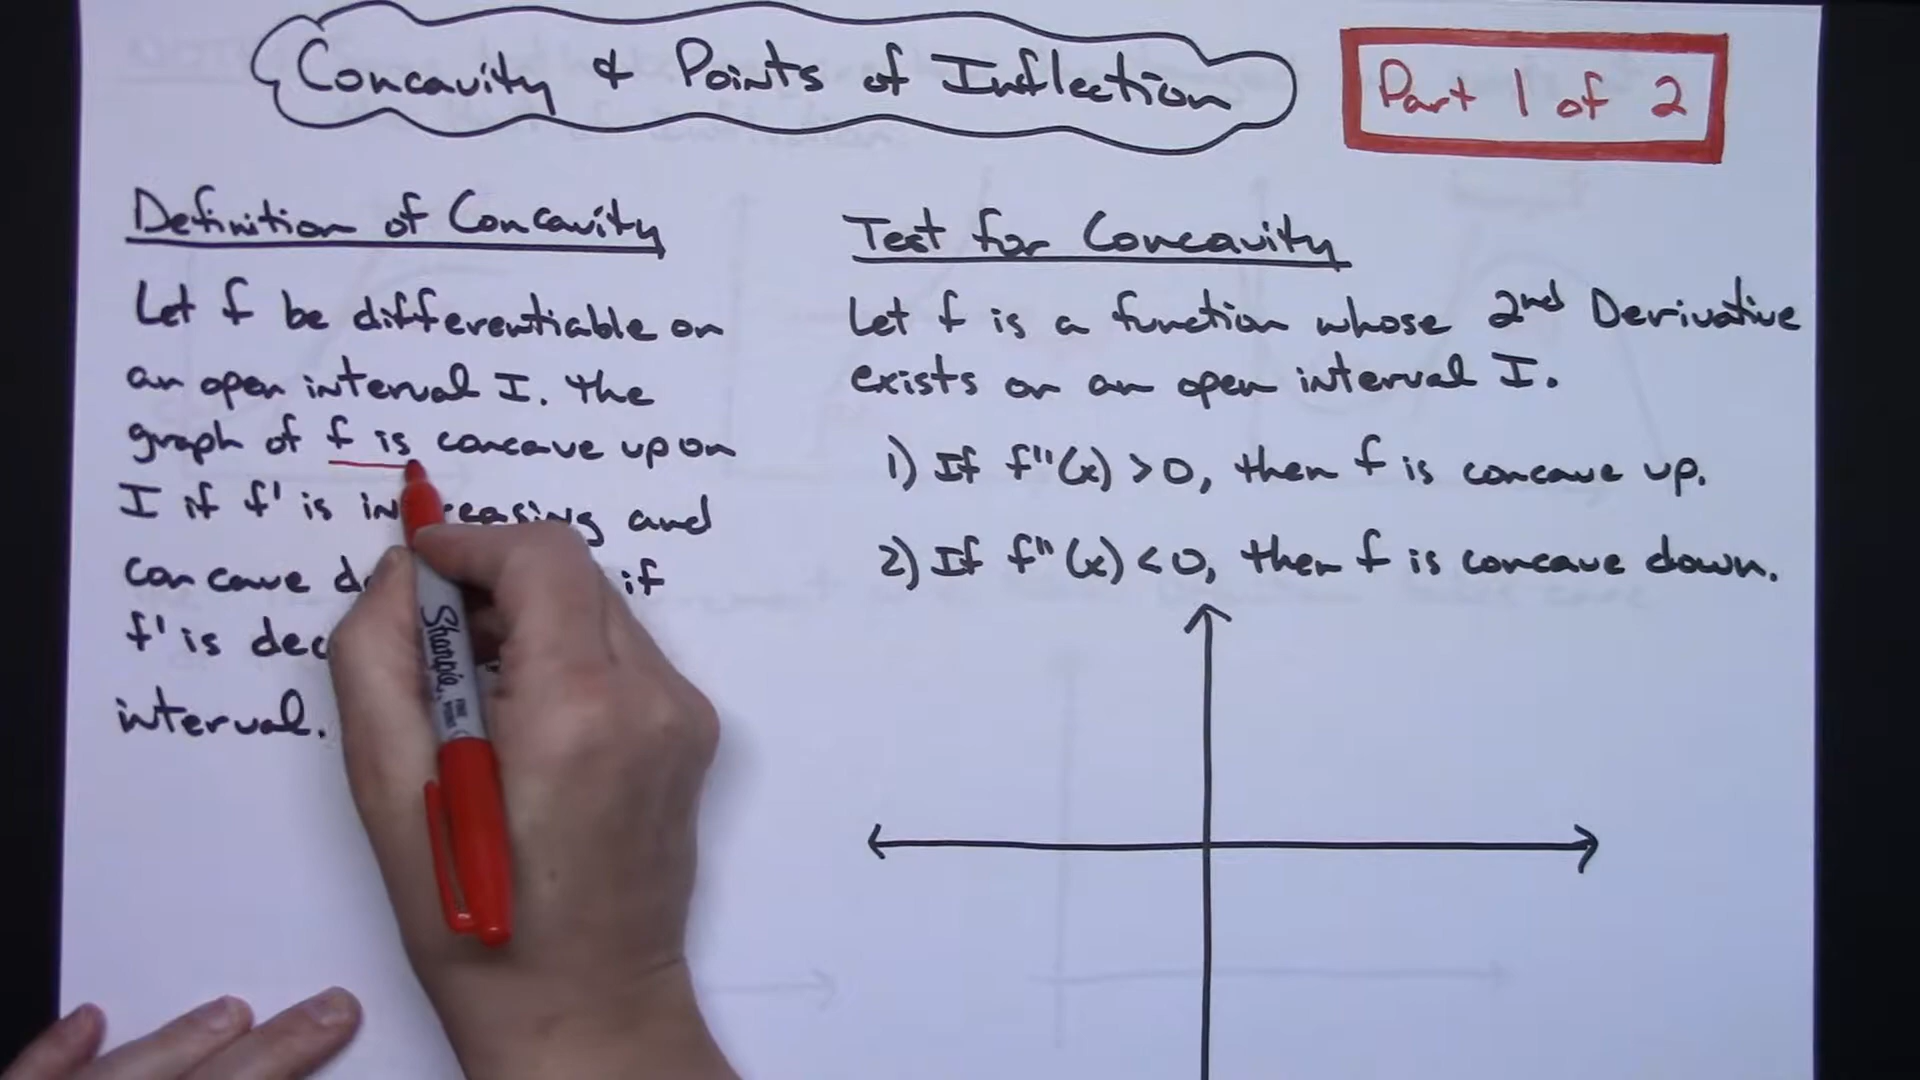 Concavity & Points of Inflection
Part 1 of 2
Definition of Concavity
Let f be differentiable on
an open interval I. The
graph of f is concave up on
I if f' is increasing and
concave if
f' is
interval.
Test for Concavity
Let f is a function whose 2nd Derivative
exists on an open interval I.
1) If f"(x) >0, then f is concave up.
2) If f"(x) <0, then f is concave down.
Sharpie